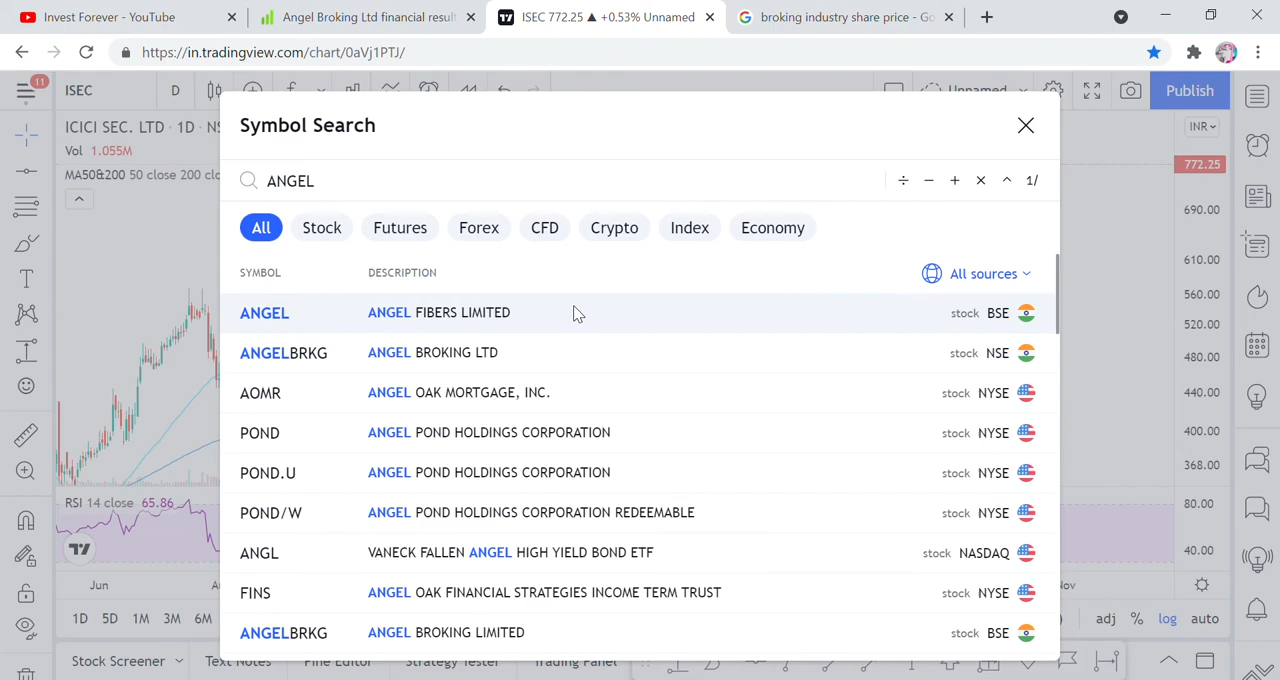 Invest Forever - YouTube
Angel Broking Ltd financial result
ISEC 772.25 ▲ +0.53% Unnamed
broking industry share price - Go
https://in.tradingview.com/chart/0aVj1PTJ/
11
ISEC
D
Unnamed
Publish
ICICI SEC. LTD · 1D · NS
Vol 1.055M
MA50&200 50 close 200 clo
INR
772.25
690.00
610.00
560.00
520.00
480.00
440.00
400.00
368.00
80.00
40.00
Symbol Search
ANGEL
÷ − + × ^ 1/
All
Stock
Futures
Forex
CFD
Crypto
Index
Economy
SYMBOL
DESCRIPTION
All sources
ANGEL ANGEL FIBERS LIMITED stock BSE
ANGELBRKG ANGEL BROKING LTD stock NSE
AOMR ANGEL OAK MORTGAGE, INC. stock NYSE
POND ANGEL POND HOLDINGS CORPORATION stock NYSE
POND.U ANGEL POND HOLDINGS CORPORATION stock NYSE
POND/W ANGEL POND HOLDINGS CORPORATION REDEEMABLE stock NYSE
ANGL VANECK FALLEN ANGEL HIGH YIELD BOND ETF stock NASDAQ
FINS ANGEL OAK FINANCIAL STRATEGIES INCOME TERM TRUST stock NYSE
ANGELBRKG ANGEL BROKING LIMITED stock BSE
RSI 14 close 65.86
Jun
Nov
1D 5D 1M 3M 6M
adj % log auto
Stock Screener
Text Notes
Pine Editor
Strategy Tester
Trading Panel